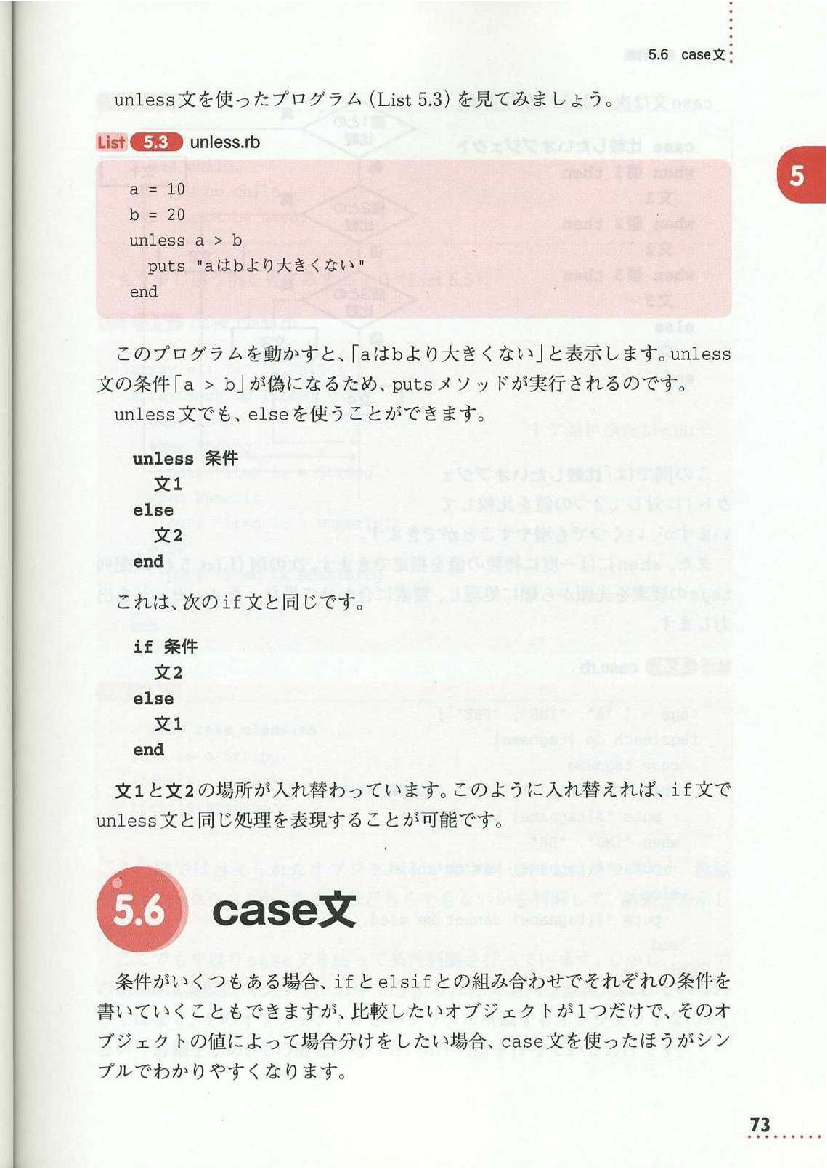 5.6 case文
unless文を使ったプログラム(List 5.3)を見てみましょう。
List 5.3 unless.rb
5
a = 10
b = 20
unless a > b
puts "aはbより大きくない"
end
このプログラムを動かすと、「aはbより大きくない」と表示します。unless
文の条件「a > b」が偽になるため、putsメソッドが実行されるのです。
unless文でも、elseを使うことができます。
unless 条件
文1
else
文2
end
これは、次のif文と同じです。
if 条件
文2
else
文1
end
文1と文2の場所が入れ替わっています。このように入れ替えれば、if文で
unless文と同じ処理を表現することが可能です。
5.6 case文
条件がいくつもある場合、ifとelsifとの組み合わせでそれぞれの条件を
書いていくこともできますが、比較したいオブジェクトが1つだけで、そのオ
ブジェクトの値によって場合分けをしたい場合、case文を使ったほうがシン
プルでわかりやすくなります。
73